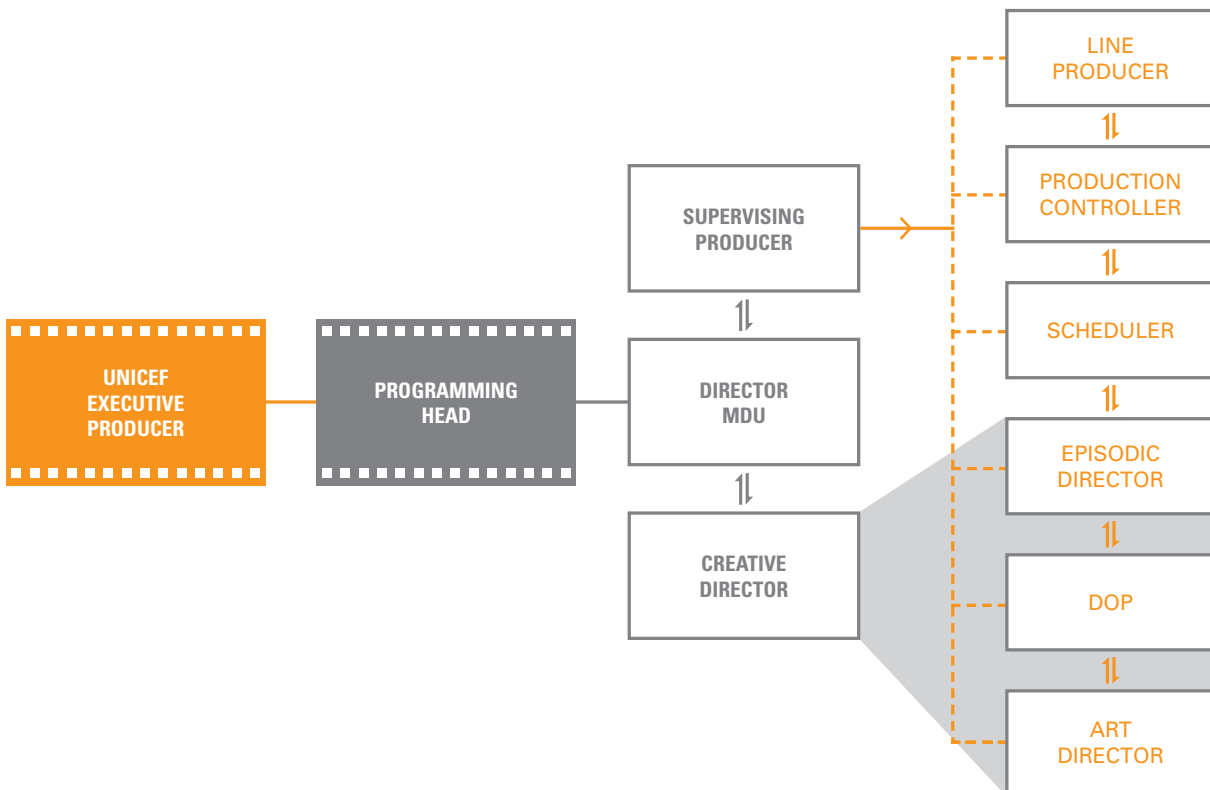 UNICEF
EXECUTIVE
PRODUCER
PROGRAMMING
HEAD
SUPERVISING
PRODUCER
DIRECTOR
MDU
CREATIVE
DIRECTOR
LINE
PRODUCER
PRODUCTION
CONTROLLER
SCHEDULER
EPISODIC
DIRECTOR
DOP
ART
DIRECTOR